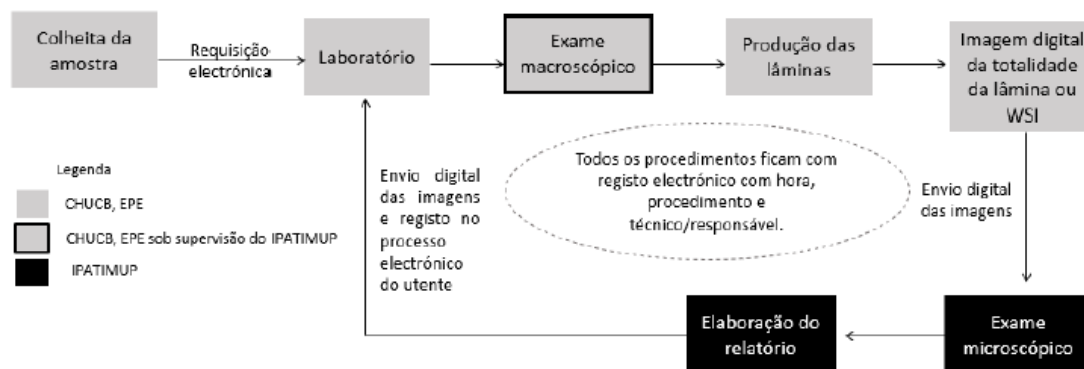 Colheita da
amostra
Requisição
electrónica
Laboratório
Exame
macroscópico
Produção das
lâminas
Imagem digital
da totalidade
da lâmina ou
WSI
Legenda
CHUCB, EPE
CHUCB, EPE sob supervisão do IPATIMUP
IPATIMUP
Envio digital
das imagens
e registo no
processo
electrónico
do utente
Todos os procedimentos ficam com
registo electrónico com hora,
procedimento e
técnico/responsável.
Envio digital
das imagens
Elaboração do
relatório
Exame
microscópico